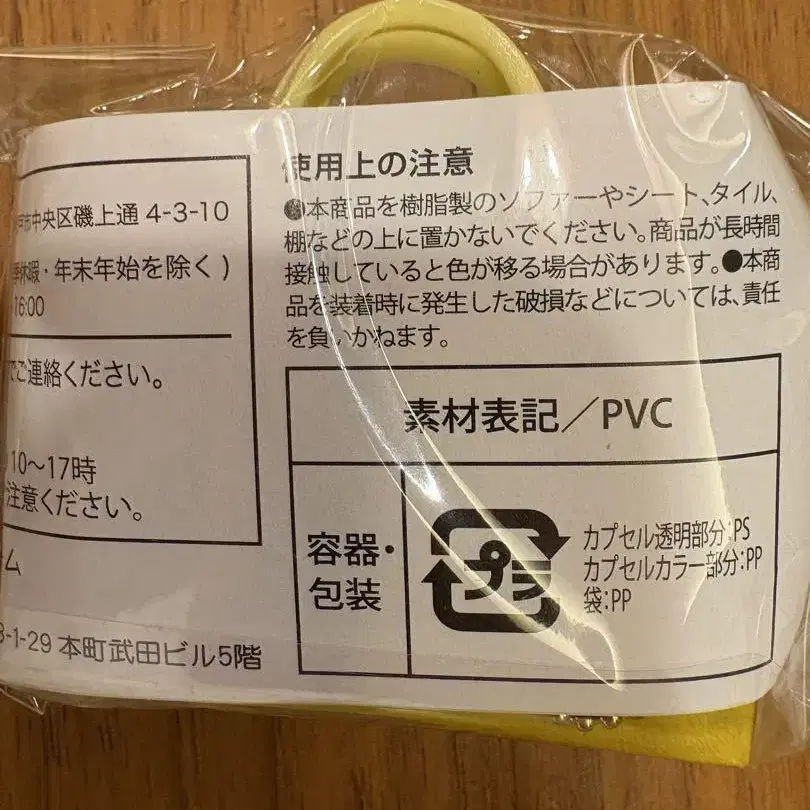 市中央区磯上通 4-3-10
季休暇・年末年始を除く)
16:00
でご連絡ください。
10〜17時
注意ください。
ム
3-1-29 本町武田ビル5階
使用上の注意
●本商品を樹脂製のソファーやシート、タイル、
棚などの上に置かないでください。商品が長時間
接触していると色が移る場合があります。●本商
品を装着時に発生した破損などについては、責任
を負いかねます。
素材表記／PVC
容器・
包装
プラ
カプセル透明部分:PS
カプセルカラー部分:PP
袋:PP